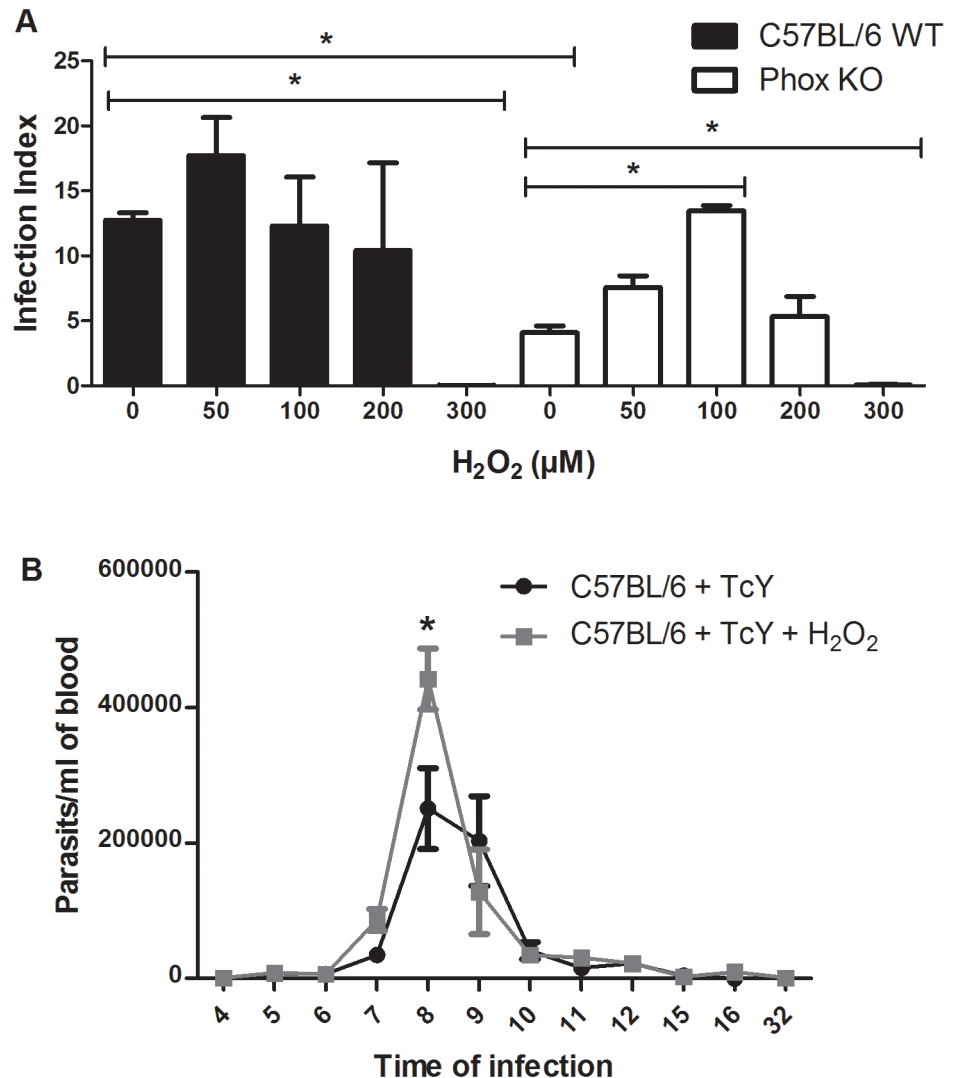 A
C57BL/6 WT
Phox KO
*
*
*
*
Infection Index
25
20
15
10
5
0
0 50 100 200 300 0 50 100 200 300
H₂O₂ (µM)
B
C57BL/6 + TcY
C57BL/6 + TcY + H₂O₂
*
Parasits/ml of blood
600000
400000
200000
0
4 5 6 7 8 9 10 11 12 15 16 32
Time of infection